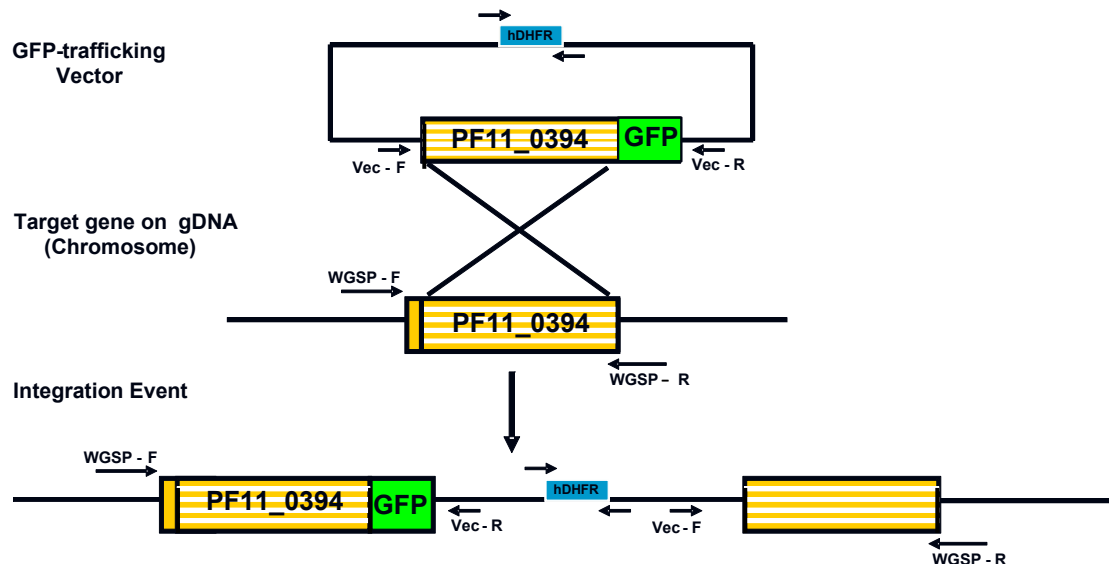 hDHFR
GFP-trafficking
Vector
PF11_0394
GFP
Vec - F
Vec - R
Target gene on gDNA
(Chromosome)
WGSP - F
PF11_0394
WGSP – R
Integration Event
WGSP - F
hDHFR
PF11_0394
GFP
Vec - R
Vec - F
WGSP - R